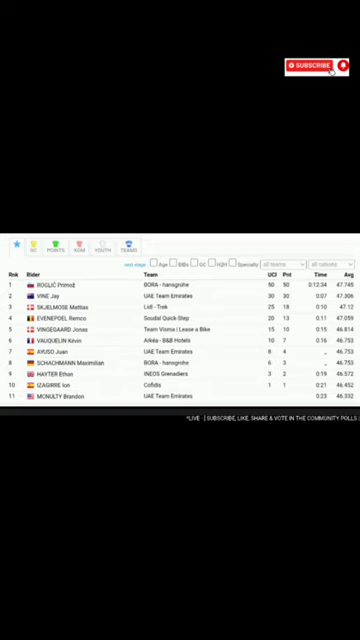 SUBSCRIBE
GC POINTS KOM YOUTH TEAMS
next stage Age BIBs GC H2H Specialty all teams all nations
Rnk Rider Team UCI Pnt Time Avg
1 ROGLIČ Primož BORA - hansgrohe 50 50 0:12:34 47.745
2 VINE Jay UAE Team Emirates 30 30 0:07 47.306
3 SKJELMOSE Mattias Lidl - Trek 25 18 0:10 47.12
4 EVENEPOEL Remco Soudal Quick-Step 20 13 0:11 47.059
5 VINGEGAARD Jonas Team Visma | Lease a Bike 15 10 0:15 46.814
6 VAUQUELIN Kévin Arkéa - B&B Hotels 10 7 0:16 46.753
7 AYUSO Juan UAE Team Emirates 8 4 ,, 46.753
8 SCHACHMANN Maximilian BORA - hansgrohe 6 3 ,, 46.753
9 HAYTER Ethan INEOS Grenadiers 3 2 0:19 46.572
10 IZAGIRRE Ion Cofidis 1 1 0:21 46.452
11 MCNULTY Brandon UAE Team Emirates 0:23 46.332
*LIVE | SUBSCRIBE, LIKE, SHARE & VOTE IN THE COMMUNITY POLLS |